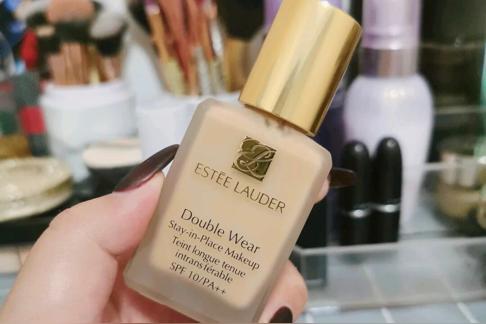 ESTĒE LAUDER
Double Wear
Stay-in-Place Makeup
Teint longue tenue
intransférable
SPF 10/PA++